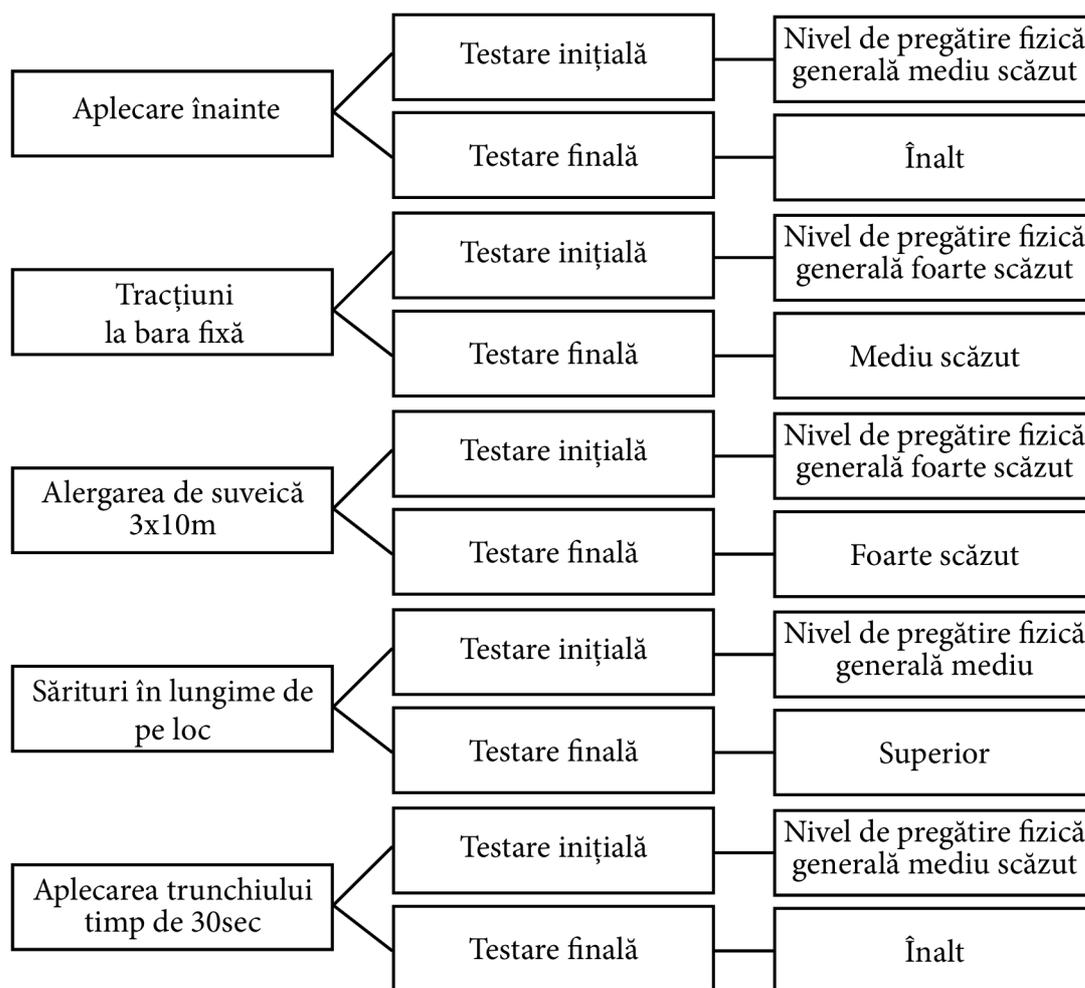 Aplecare înainte
Testare inițială
Nivel de pregătire fizică
generală mediu scăzut
Testare finală
Înalt
Tracțiuni
la bara fixă
Testare inițială
Nivel de pregătire fizică
generală foarte scăzut
Testare finală
Mediu scăzut
Alergarea de suveică
3x10m
Testare inițială
Nivel de pregătire fizică
generală foarte scăzut
Testare finală
Foarte scăzut
Sărituri în lungime de
pe loc
Testare inițială
Nivel de pregătire fizică
generală mediu
Testare finală
Superior
Aplecarea trunchiului
timp de 30sec
Testare inițială
Nivel de pregătire fizică
generală mediu scăzut
Testare finală
Înalt